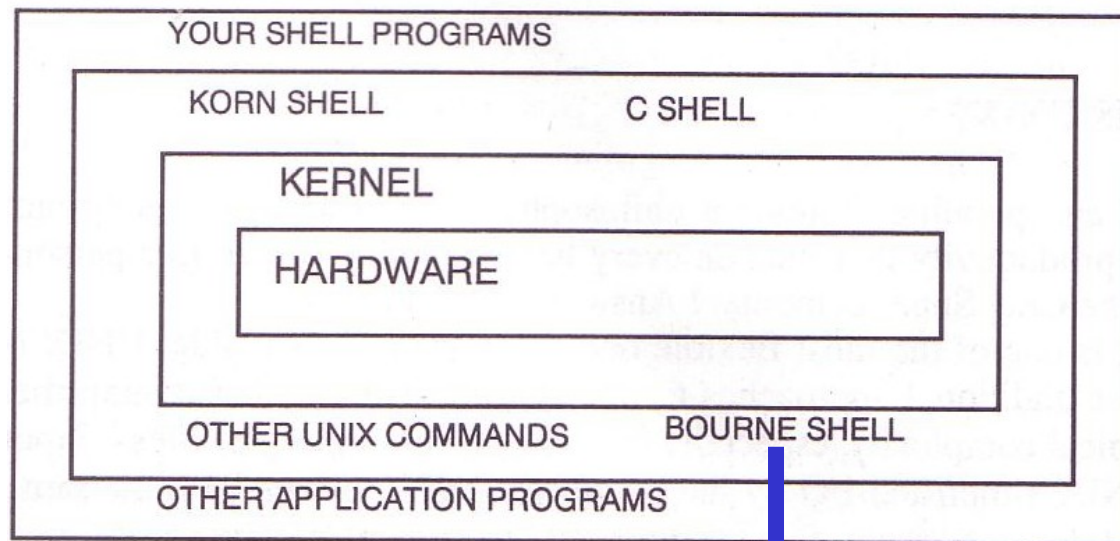 YOUR SHELL PROGRAMS
KORN SHELL C SHELL
KERNEL
HARDWARE
OTHER UNIX COMMANDS BOURNE SHELL
OTHER APPLICATION PROGRAMS